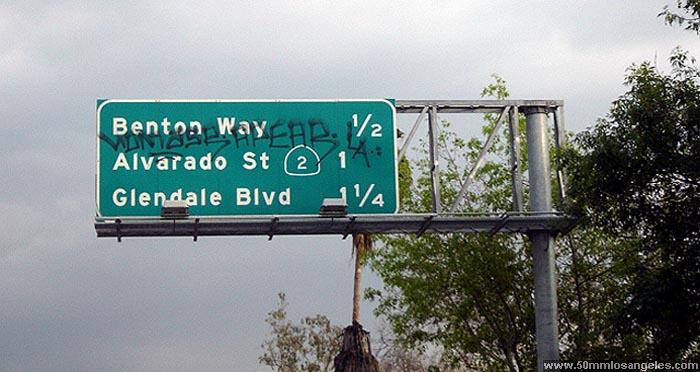 Benton Way 1/2
Alvarado St 2 1
Glendale Blvd 1 1/4
www.50mmlosangeles.com